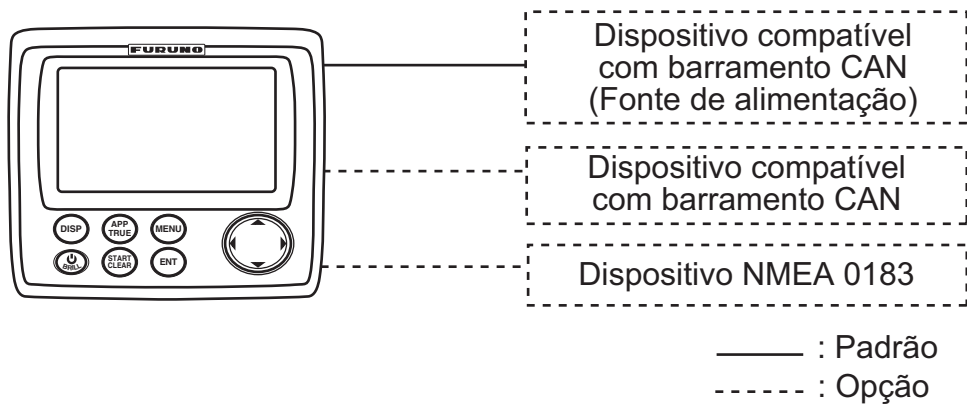 FURUNO
Dispositivo compatível
com barramento CAN
(Fonte de alimentação)
Dispositivo compatível
com barramento CAN
DISP
APP
TRUE
MENU
BRILL
START
CLEAR
ENT
Dispositivo NMEA 0183
: Padrão
: Opção